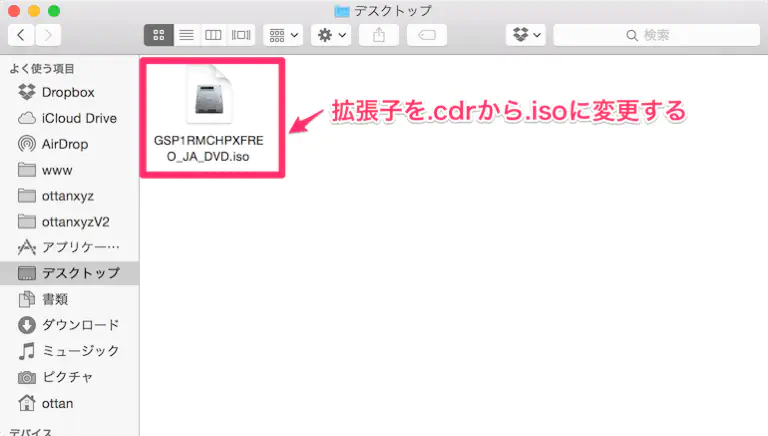 デスクトップ
検索
よく使う項目
Dropbox
iCloud Drive
AirDrop
www
ottanxyz
ottanxyzV2
アプリケー…
デスクトップ
書類
ダウンロード
ミュージック
ピクチャ
ottan
デバイス
GSP1RMCHPXFRE
O_JA_DVD.iso
拡張子を.cdrから.isoに変更する